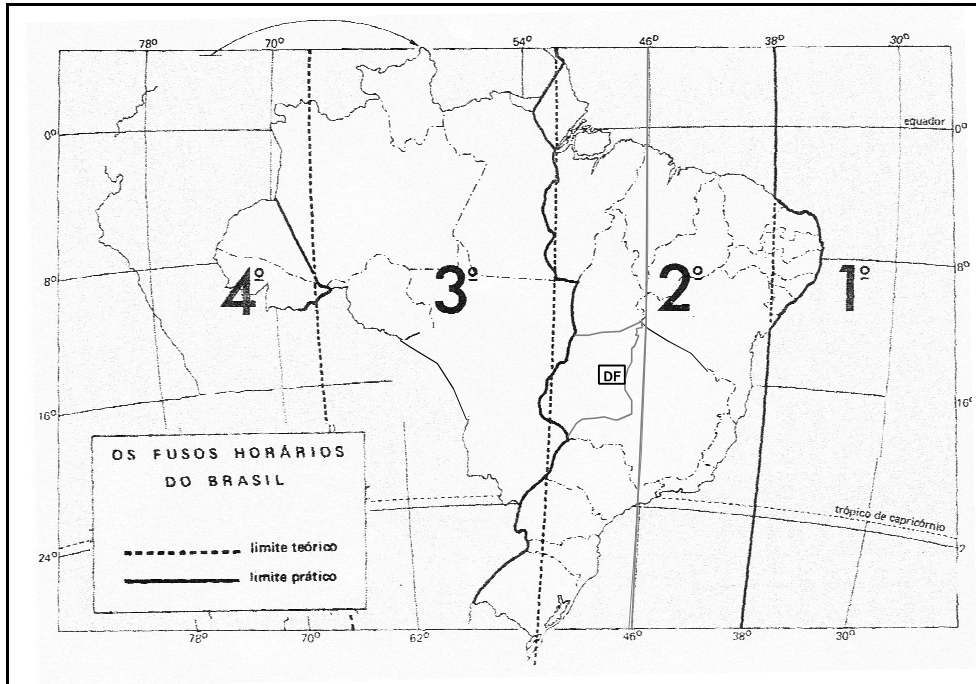 78º 70º 54º 46º 38º 30º
equador
0º 0º
4º 3º 2º 1º
8º 8º
DF
16º 16º
OS FUSOS HORÁRIOS
DO BRASIL
limite teórico
limite prático
trópico de capricórnio
24º 2
78º 70º 62º 46º 38º 30º